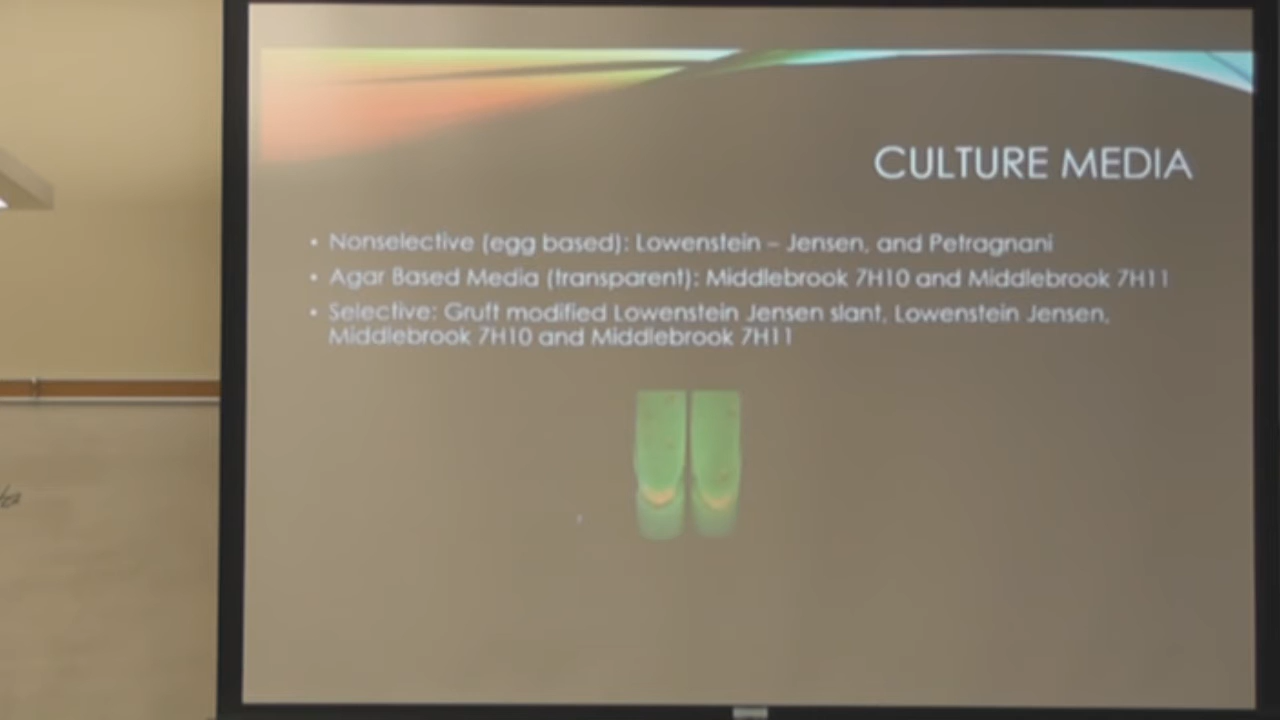 CULTURE MEDIA
• Nonselective (egg based): Lowenstein – Jensen, and Petragnani
• Agar Based Media (transparent): Middlebrook 7H10 and Middlebrook 7H11
• Selective: Gruft modified Lowenstein Jensen slant, Lowenstein Jensen,
Middlebrook 7H10 and Middlebrook 7H11